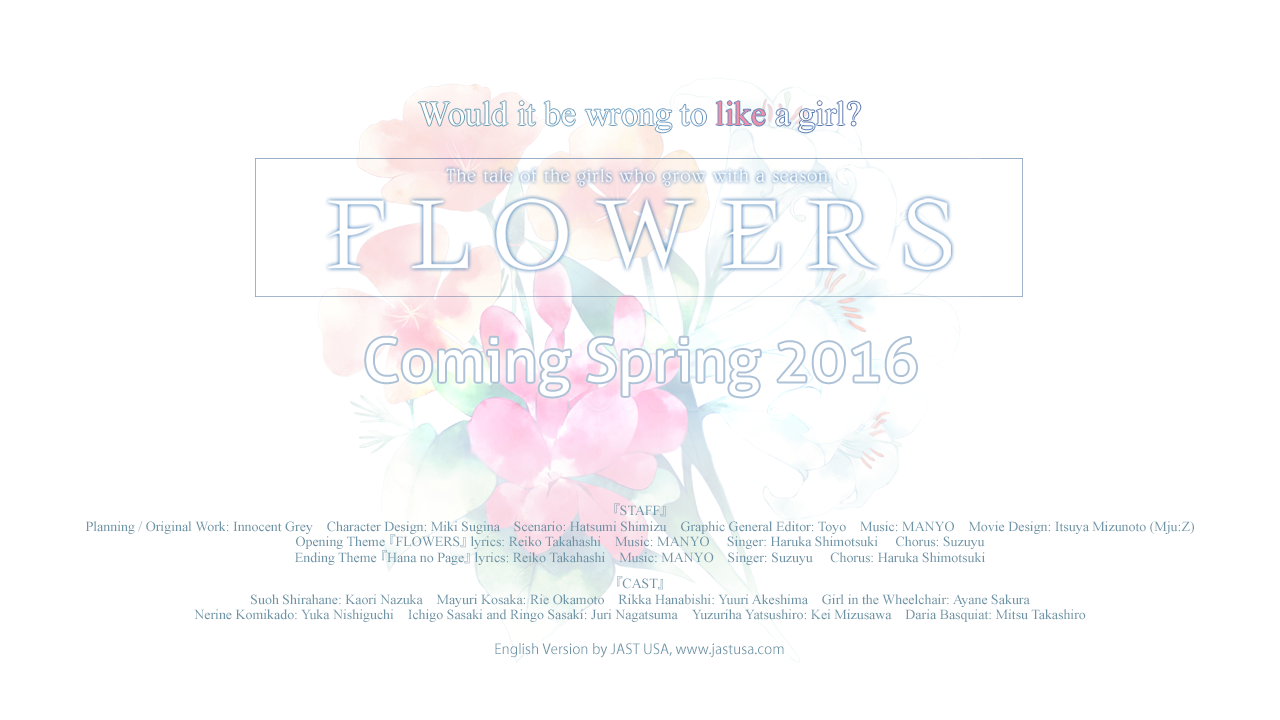 Would it be wrong to like a girl?
The tale of the girls who grow with a season.
FLOWERS
Coming Spring 2016
『STAFF』
Planning / Original Work: Innocent Grey Character Design: Miki Sugina Scenario: Hatsumi Shimizu Graphic General Editor: Toyo Music: MANYO Movie Design: Itsuya Mizunoto (Mju:Z)
Opening Theme『FLOWERS』lyrics: Reiko Takahashi Music: MANYO Singer: Haruka Shimotsuki Chorus: Suzuyu
Ending Theme『Hana no Page』lyrics: Reiko Takahashi Music: MANYO Singer: Suzuyu Chorus: Haruka Shimotsuki
『CAST』
Suoh Shirahane: Kaori Nazuka Mayuri Kosaka: Rie Okamoto Rikka Hanabishi: Yuuri Akeshima Girl in the Wheelchair: Ayane Sakura
Nerine Komikado: Yuka Nishiguchi Ichigo Sasaki and Ringo Sasaki: Juri Nagatsuma Yuzuriha Yatsushiro: Kei Mizusawa Daria Basquiat: Mitsu Takashiro
English Version by JAST USA, www.jastusa.com